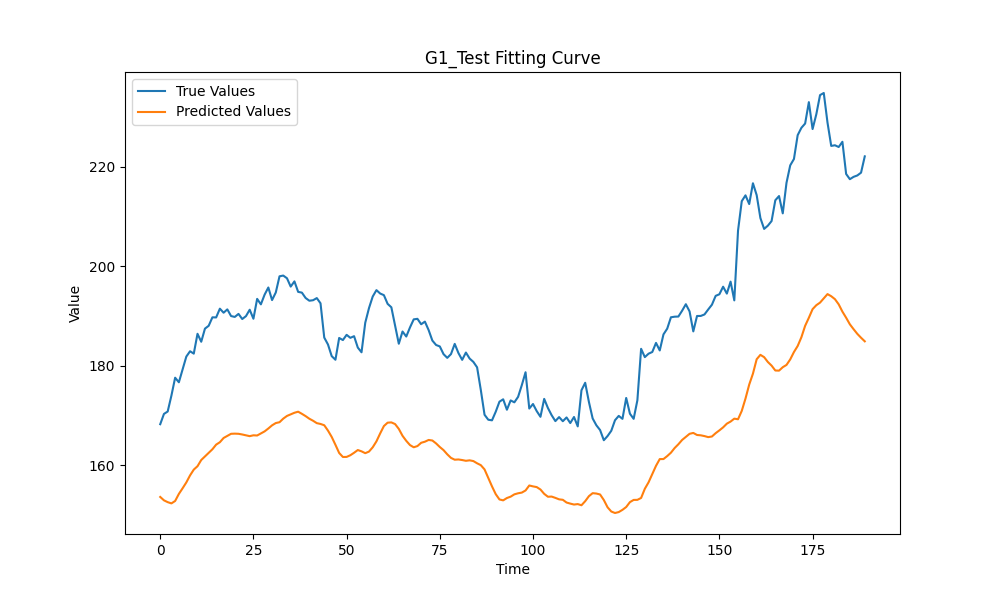 G1_Test Fitting Curve
True Values
Predicted Values
Value
220
200
180
160
0 25 50 75 100 125 150 175
Time